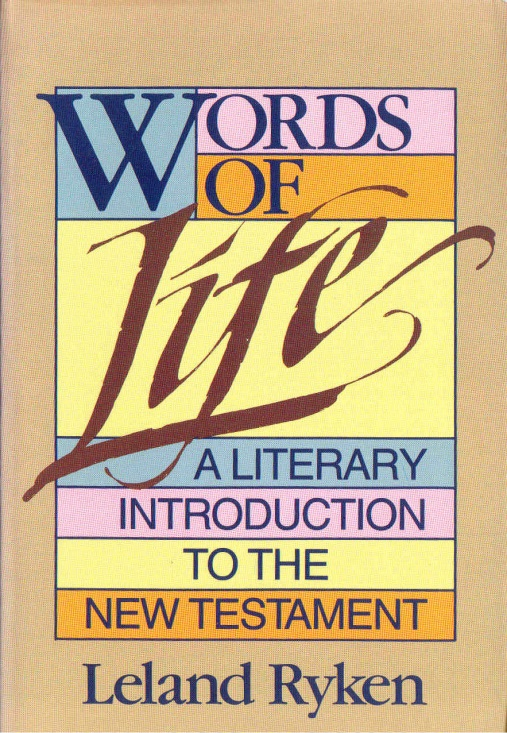 WORDS
OF
Life
A LITERARY
INTRODUCTION
TO THE
NEW TESTAMENT
Leland Ryken